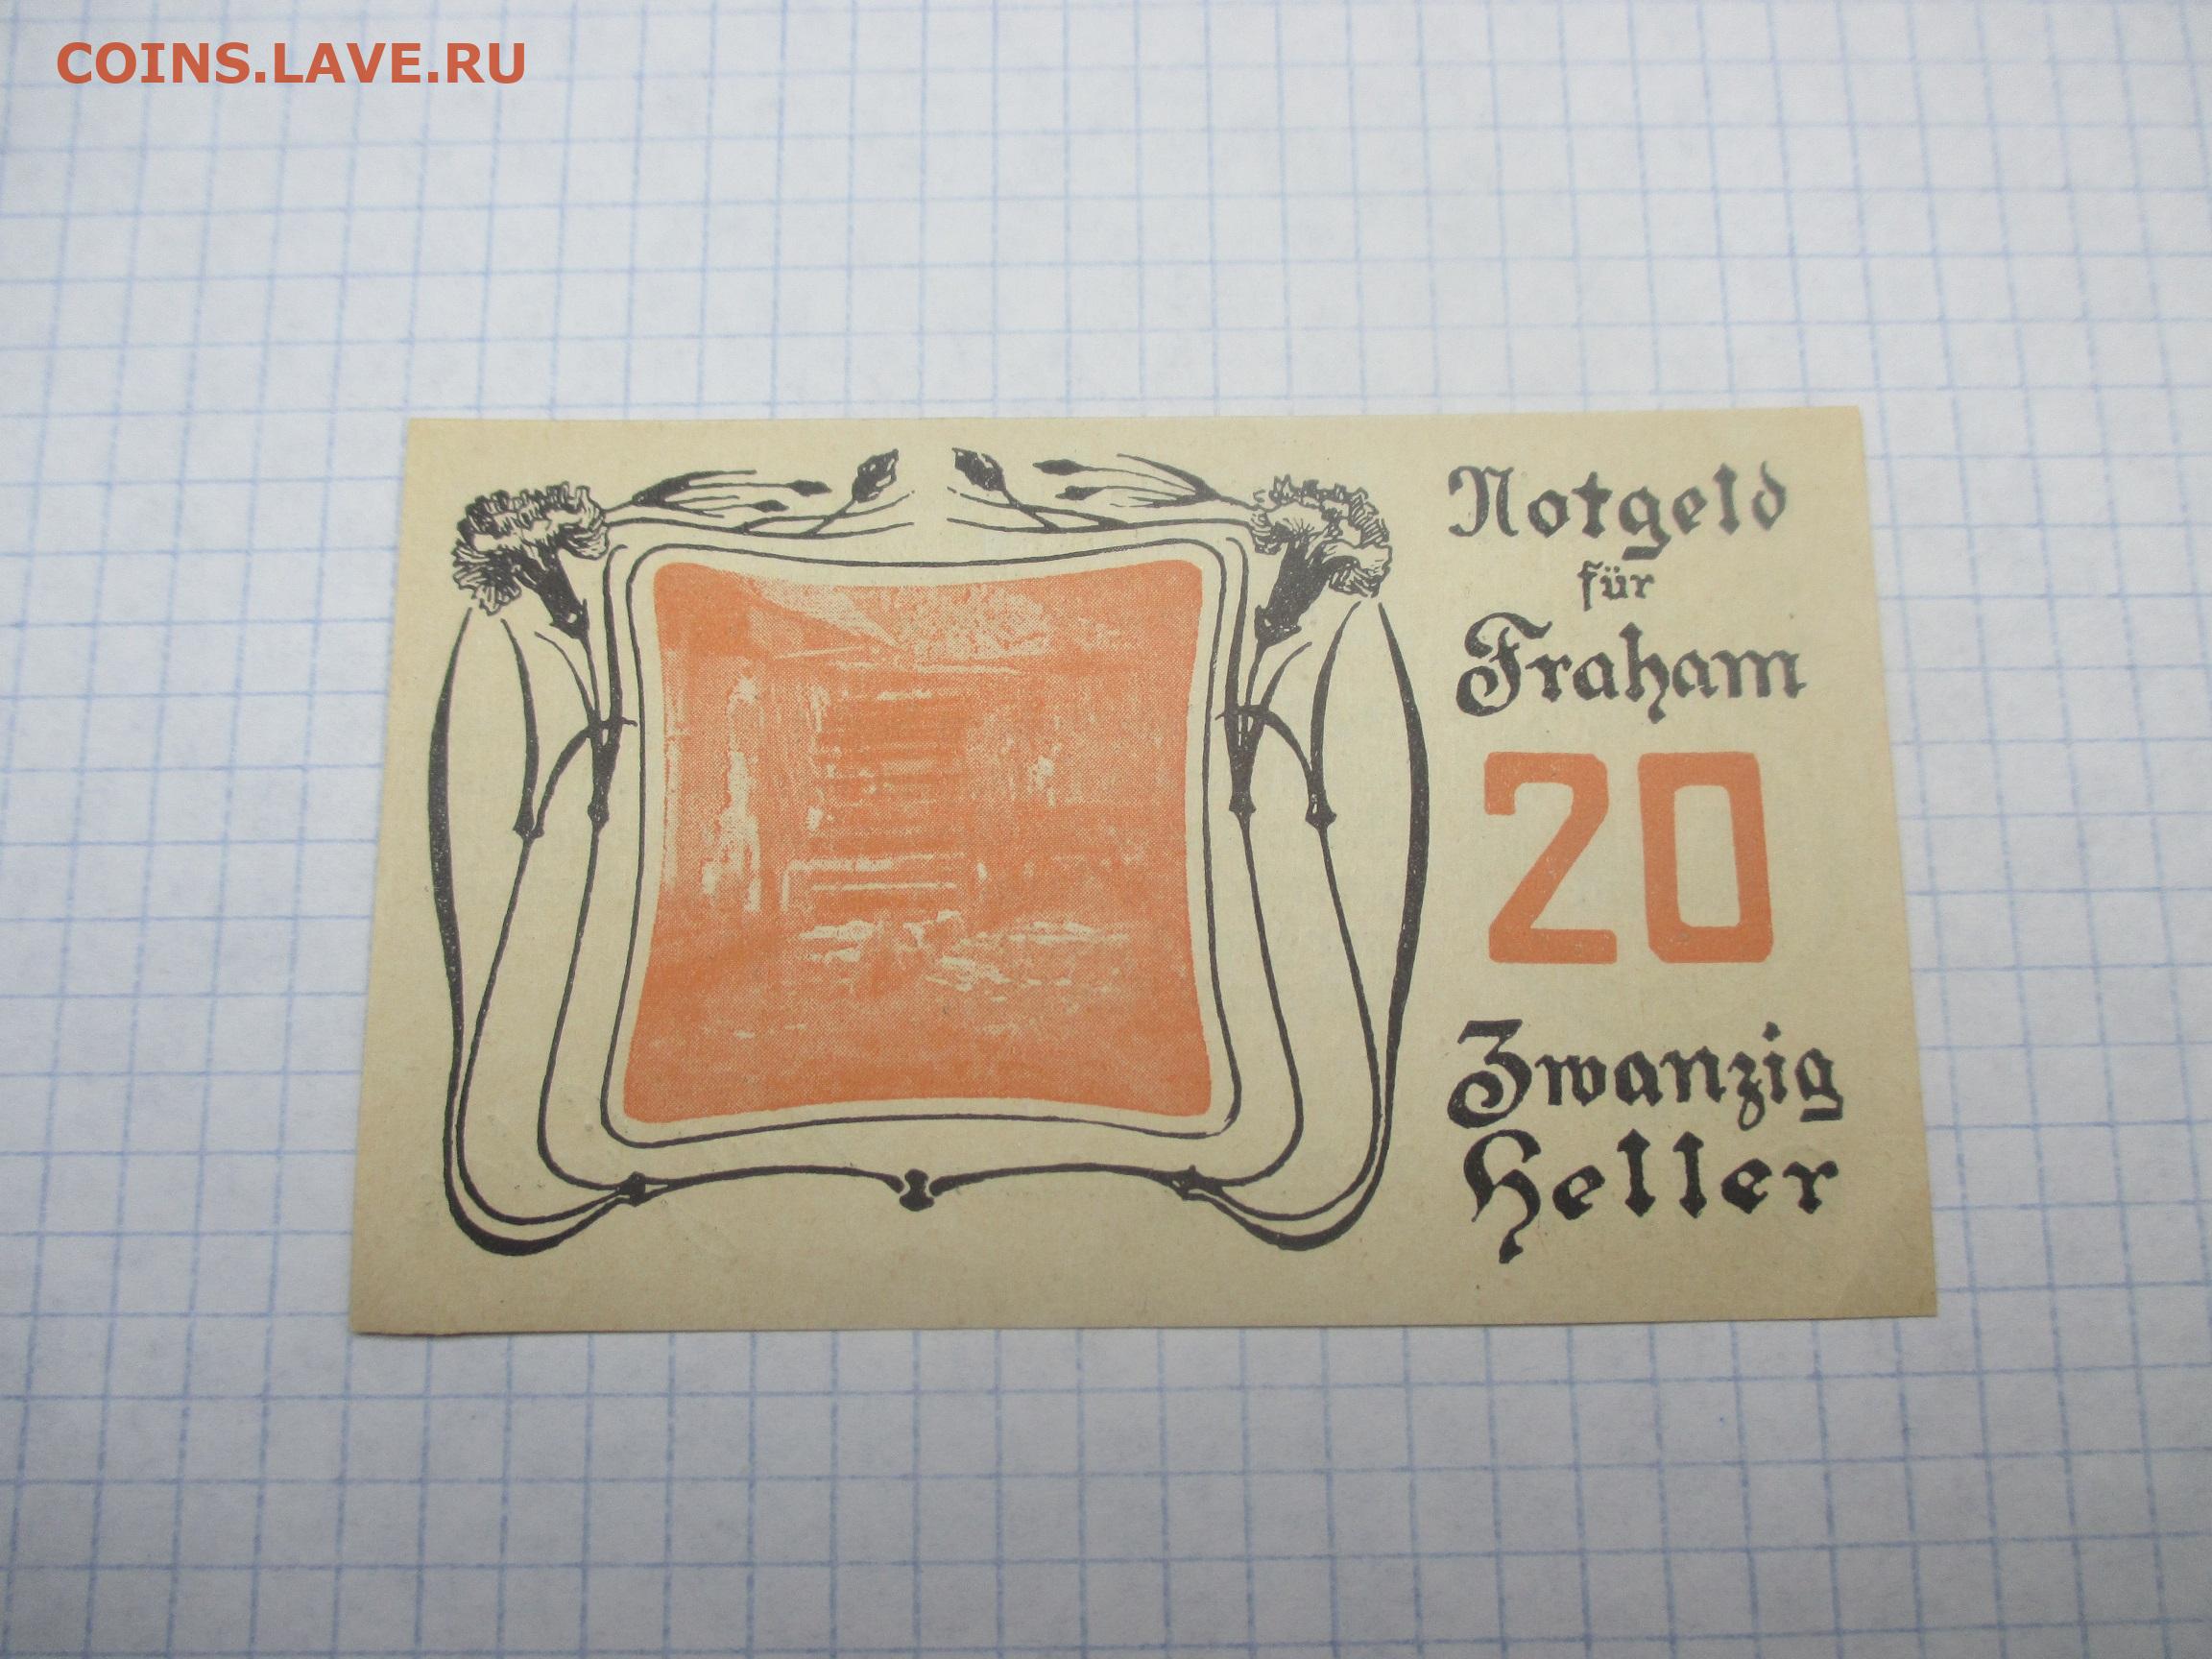 COINS.LAVE.RU
Notgeld
für
Fraham
20
Zwanzig
Heller